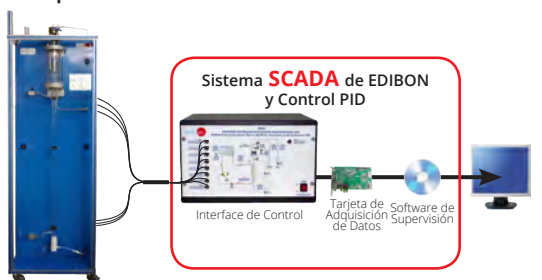 Sistema SCADA de EDIBON
y Control PID
Interface de Control
Tarjeta de
Adquisición
de Datos
Software de
Supervisión